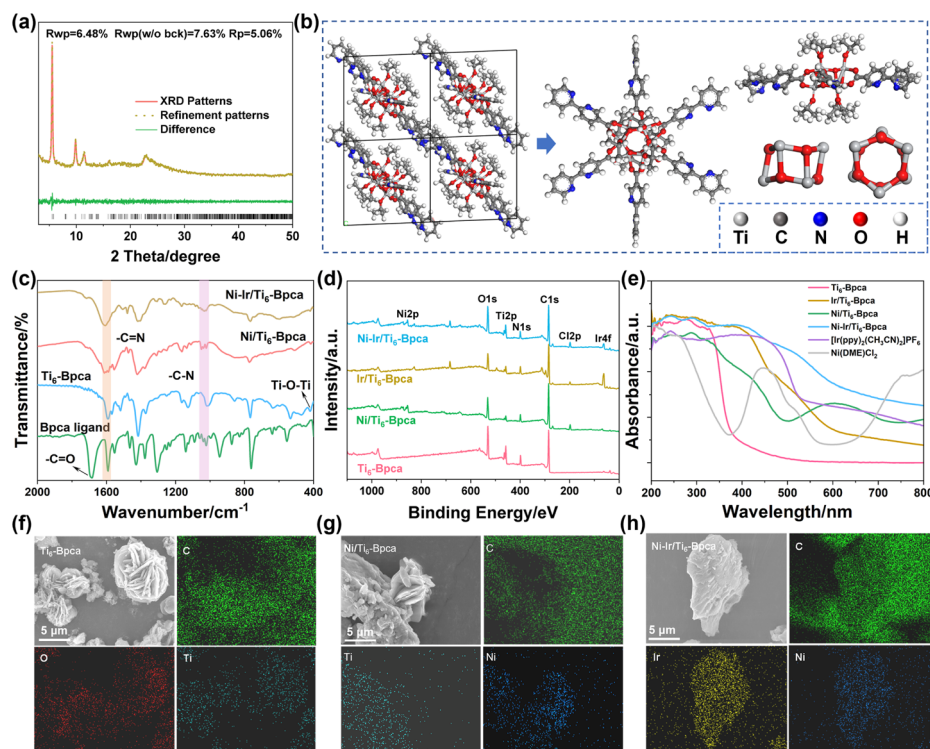 (a)
Rwp=6.48% Rwp(w/o bck)=7.63% Rp=5.06%
XRD Patterns
Refinement patterns
Difference
10 20 30 40 50
2 Theta/degree
(b)
Ti C N O H
(c)
Ni-Ir/Ti6-Bpca
-C=N
Ni/Ti6-Bpca
-C-N
Ti6-Bpca
Ti-O-Ti
Bpca ligand
-C=O
Transmittance/%
2000 1600 1200 800 400
Wavenumber/cm-1
(d)
O1s
C1s
Ni2p
Ti2p
N1s
Cl2p
Ir4f
Ni-Ir/Ti6-Bpca
Ir/Ti6-Bpca
Ni/Ti6-Bpca
Ti6-Bpca
Intensity/a.u.
1000 800 600 400 200 0
Binding Energy/eV
(e)
Ti6-Bpca
Ir/Ti6-Bpca
Ni/Ti6-Bpca
Ni-Ir/Ti6-Bpca
[Ir(ppy)2(CH3CN)2]PF6
Ni(DME)Cl2
Absorbance/a.u.
200 300 400 500 600 700 800
Wavelength/nm
(f)
Ti6-Bpca
5 μm
C
O
Ti
(g)
Ni/Ti6-Bpca
5 μm
C
Ti
Ni
(h)
Ni-Ir/Ti6-Bpca
5 μm
C
Ir
Ni